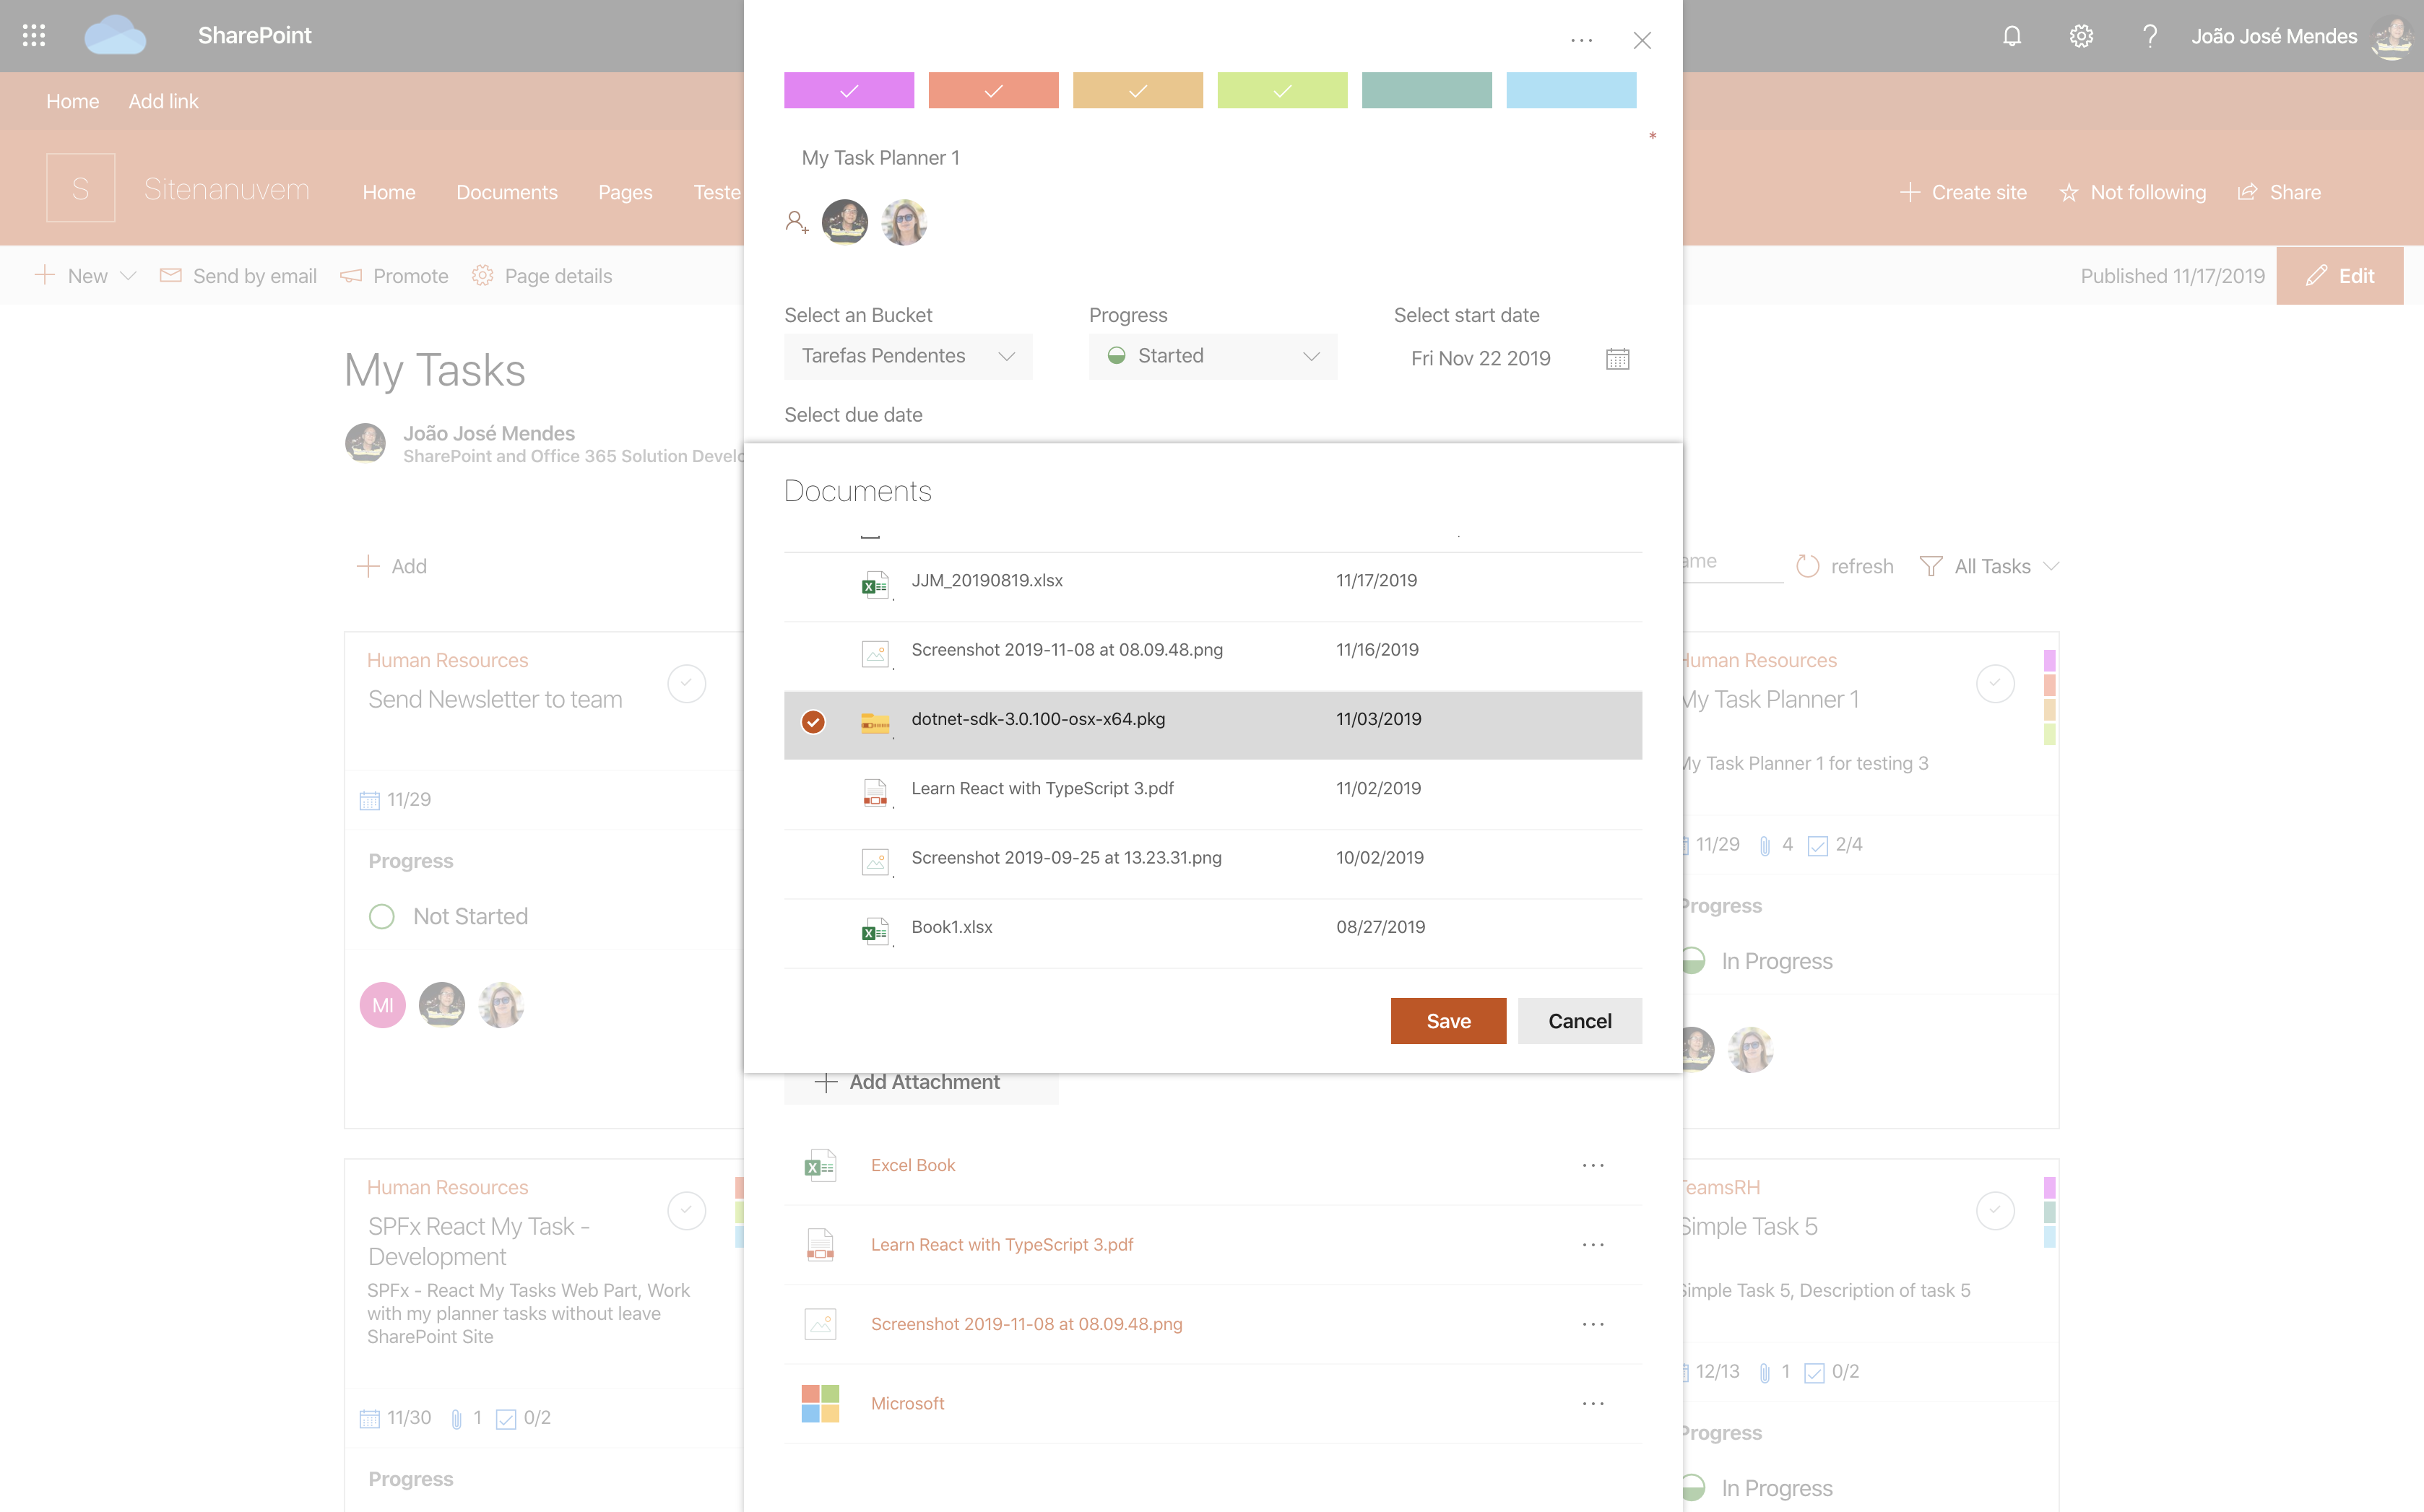 SharePoint
João José Mendes
Home
Add link
S
Sitenanuvem
Home
Documents
Pages
Teste
Create site
Not following
Share
New
Send by email
Promote
Page details
Published 11/17/2019
Edit
My Tasks
João José Mendes
SharePoint and Office 365 Solution Develo
Add
ame
refresh
All Tasks
Human Resources
Send Newsletter to team
11/29
Progress
Not Started
MI
Human Resources
SPFx React My Task -
Development
SPFx - React My Tasks Web Part, Work
with my planner tasks without leave
SharePoint Site
11/30
1
0/2
Progress
*
My Task Planner 1
Select an Bucket
Progress
Select start date
Tarefas Pendentes
Started
Fri Nov 22 2019
Select due date
Documents
JJM_20190819.xlsx
11/17/2019
Screenshot 2019-11-08 at 08.09.48.png
11/16/2019
dotnet-sdk-3.0.100-osx-x64.pkg
11/03/2019
Learn React with TypeScript 3.pdf
11/02/2019
Screenshot 2019-09-25 at 13.23.31.png
10/02/2019
Book1.xlsx
08/27/2019
Save
Cancel
Add Attachment
Excel Book
Learn React with TypeScript 3.pdf
Screenshot 2019-11-08 at 08.09.48.png
Microsoft
Human Resources
My Task Planner 1
My Task Planner 1 for testing 3
11/29
4
2/4
Progress
In Progress
TeamsRH
Simple Task 5
Simple Task 5, Description of task 5
12/13
1
0/2
Progress
In Progress